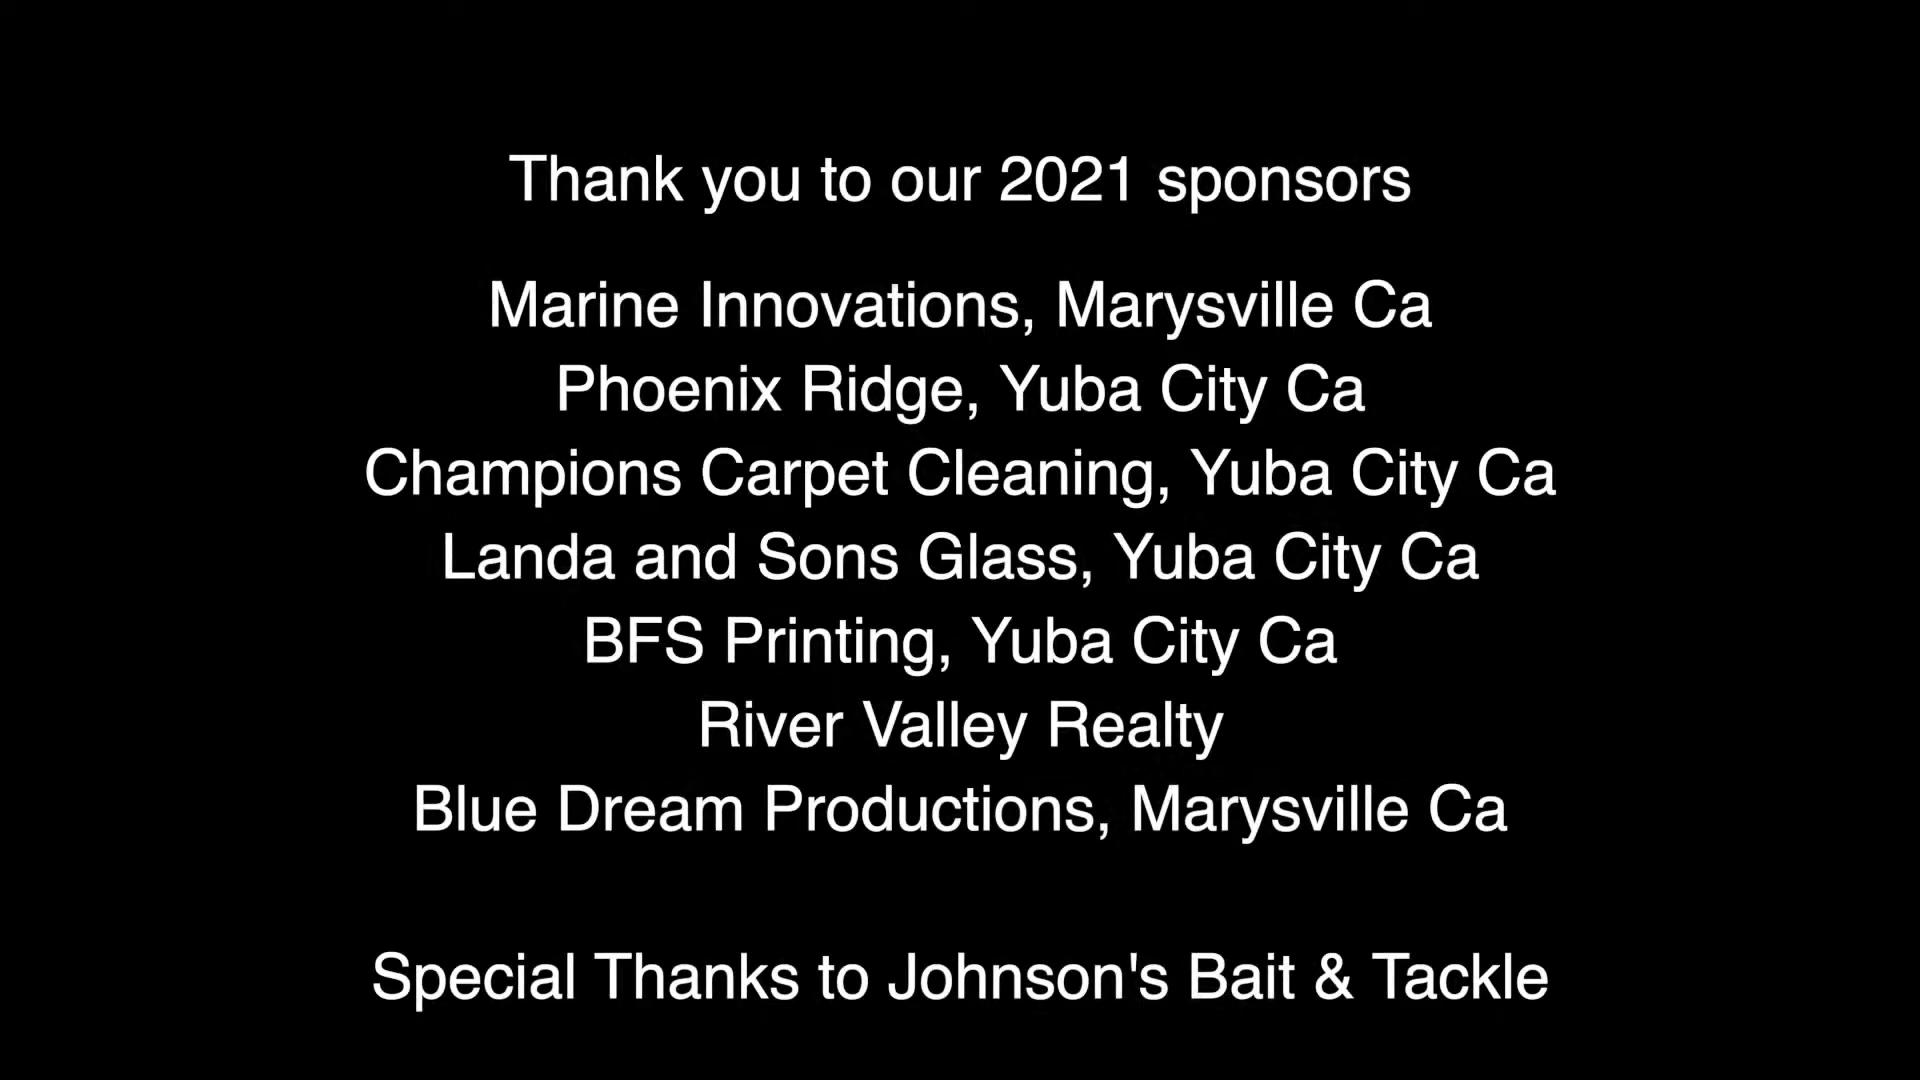 Thank you to our 2021 sponsors
Marine Innovations, Marysville Ca
Phoenix Ridge, Yuba City Ca
Champions Carpet Cleaning, Yuba City Ca
Landa and Sons Glass, Yuba City Ca
BFS Printing, Yuba City Ca
River Valley Realty
Blue Dream Productions, Marysville Ca
Special Thanks to Johnson's Bait & Tackle